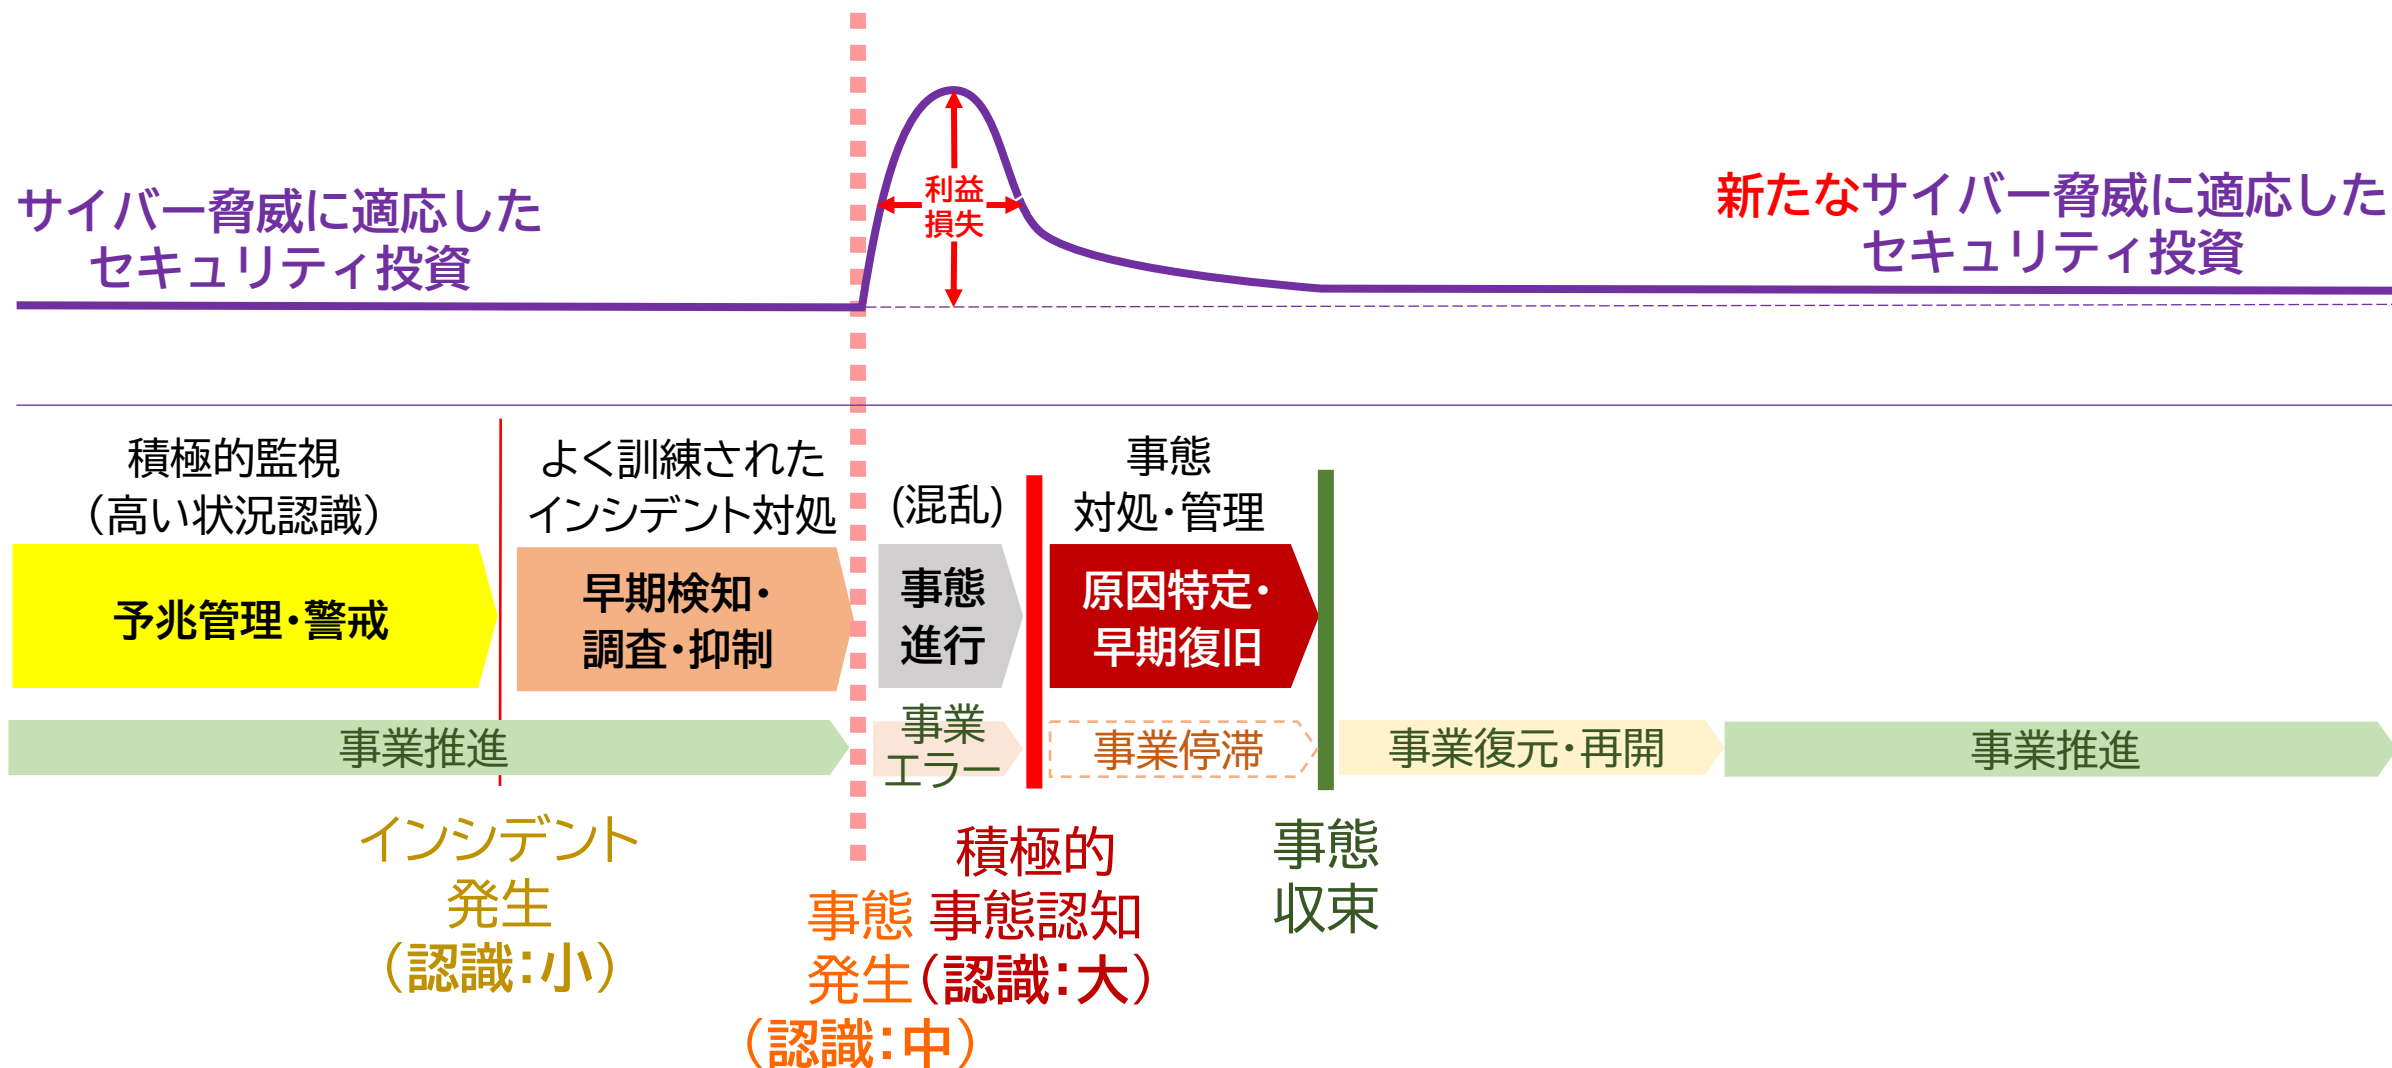 サイバー脅威に適応した
セキュリティ投資
利益
損失
新たなサイバー脅威に適応した
セキュリティ投資
積極的監視
（高い状況認識）
よく訓練された
インシデント対処
(混乱)
事態
対処・管理
予兆管理・警戒
早期検知・
調査・抑制
事態
進行
原因特定・
早期復旧
事業推進
事業
エラー
事業停滞
事業復元・再開
事業推進
インシデント
発生
（認識：小）
事態
発生
（認識：中）
積極的
事態認知
（認識：大）
事態
収束